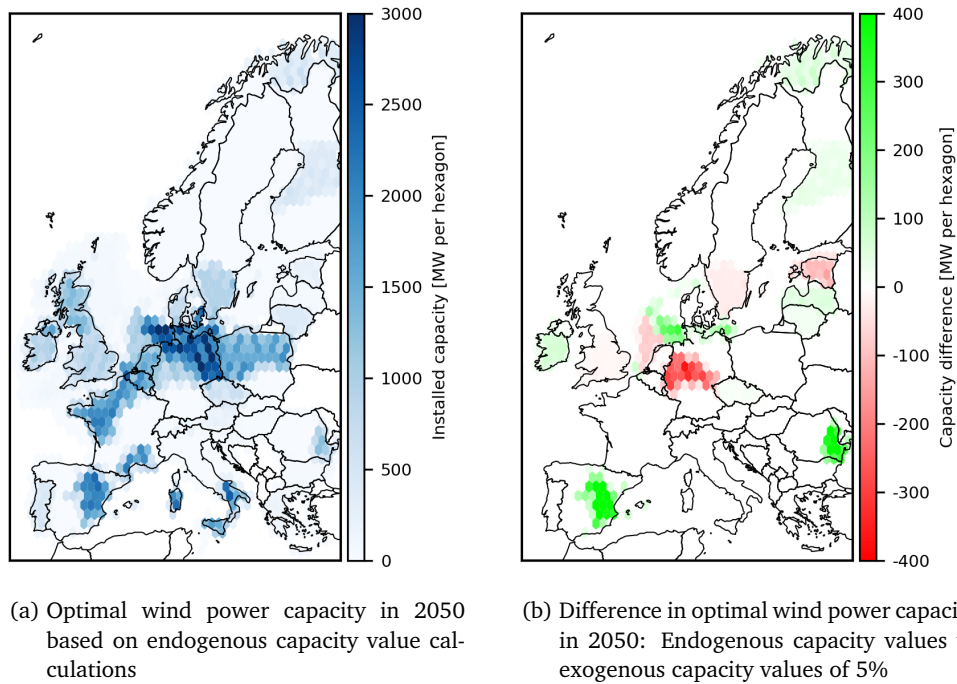 3000
2500
2000
1500
1000
500
0
Installed capacity [MW per hexagon]
400
300
200
100
0
-100
-200
-300
-400
Capacity difference [MW per hexagon]
(a) Optimal wind power capacity in 2050
based on endogenous capacity value cal-
culations
(b) Difference in optimal wind power capaci
in 2050: Endogenous capacity values
exogenous capacity values of 5%